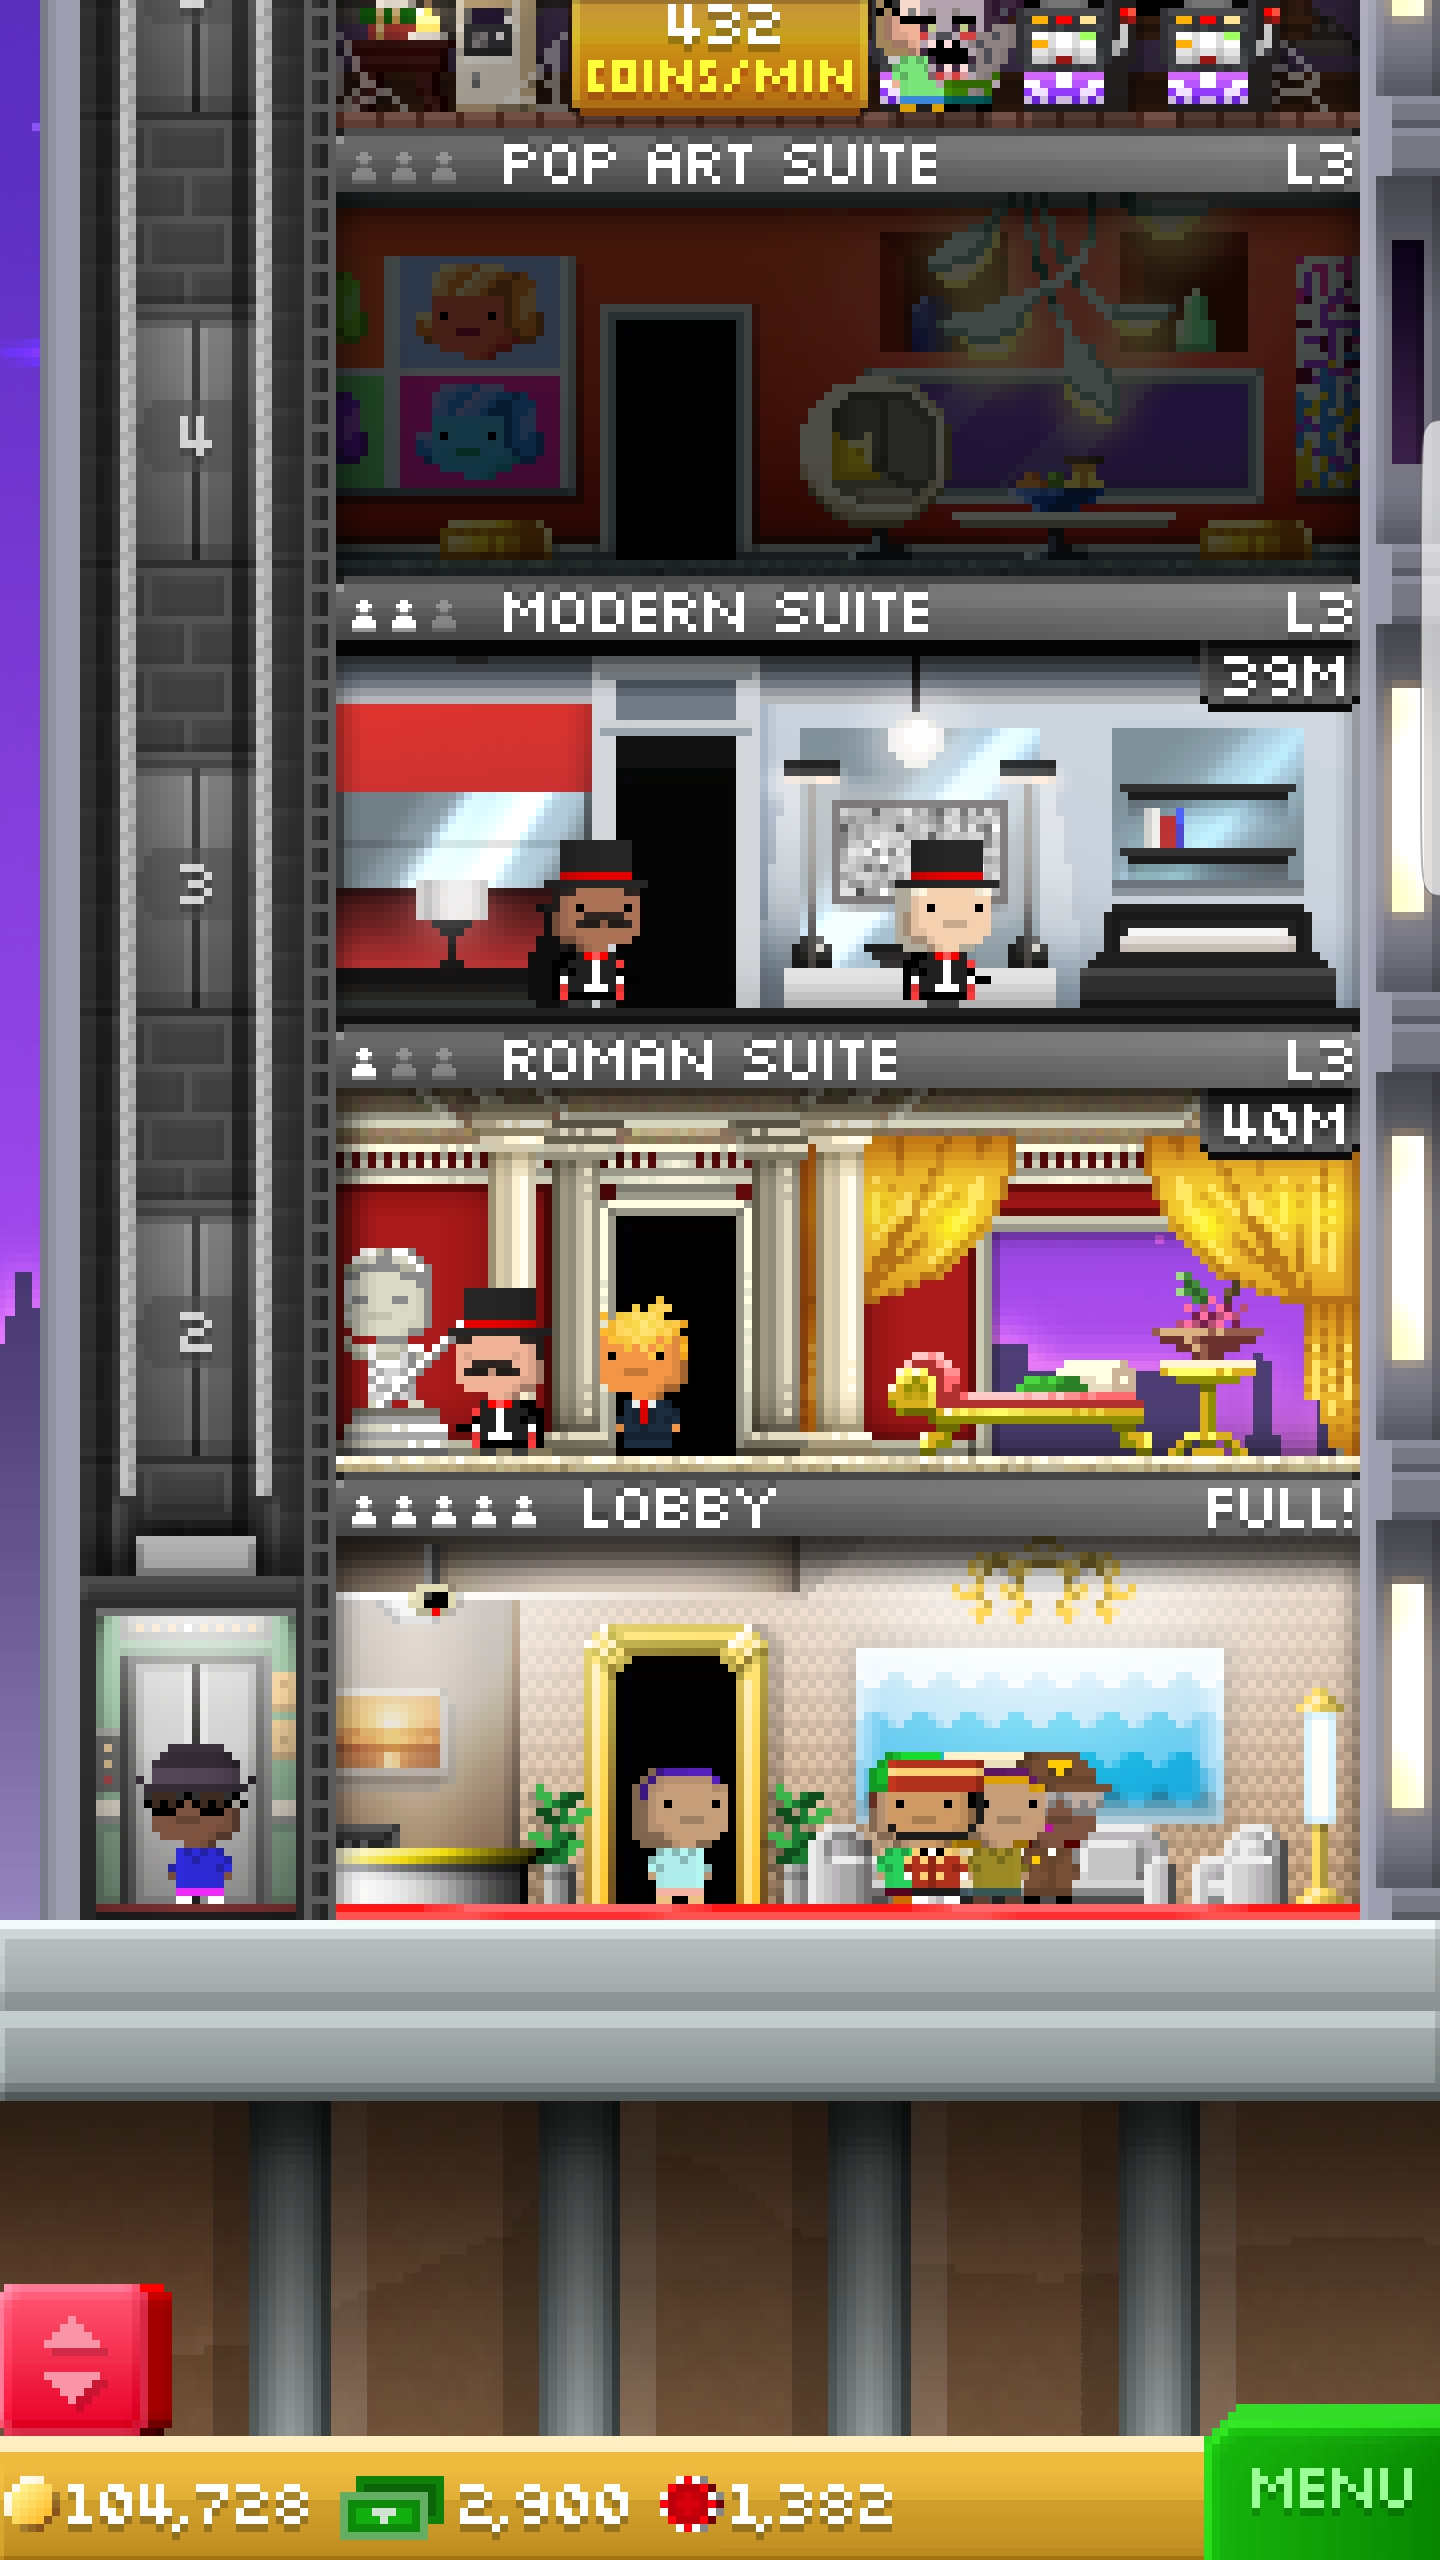 432
COINS/MIN
POP ART SUITE L3
4
MODERN SUITE L3
39M
3
ROMAN SUITE L3
40M
2
LOBBY FULL!
104,728 2,900 1,382
MENU